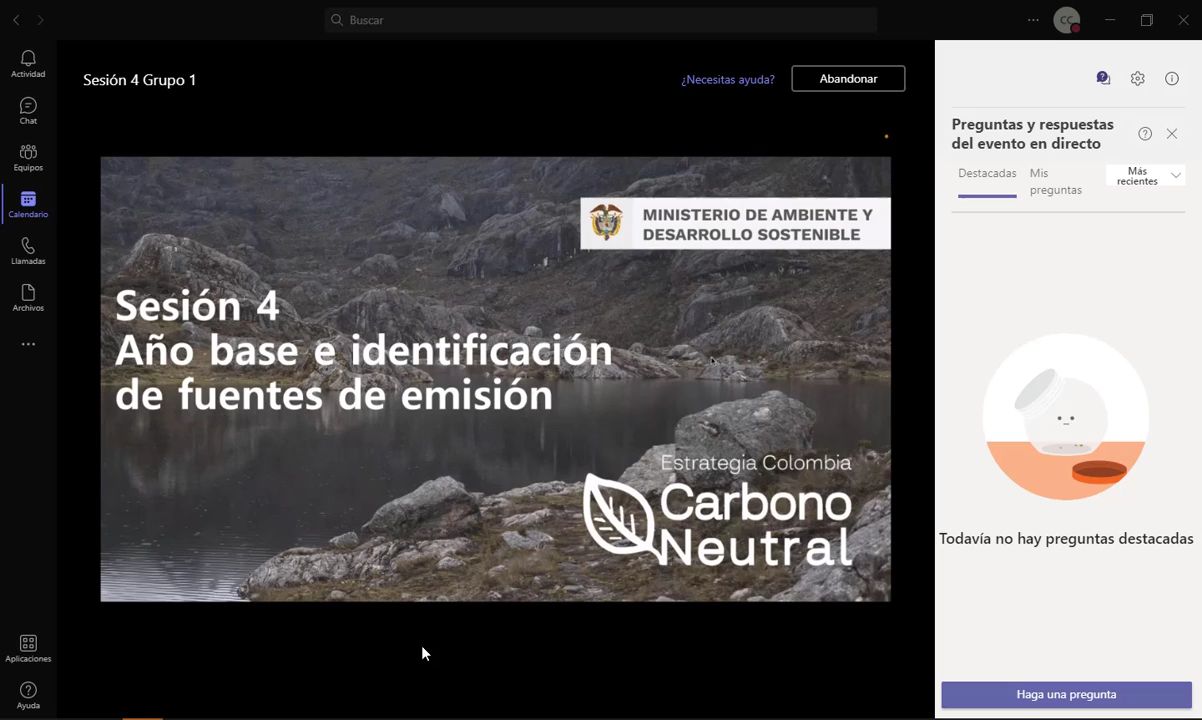 Buscar
CC
Actividad
Chat
Equipos
Calendario
Llamadas
Archivos
Aplicaciones
Ayuda
Sesión 4 Grupo 1
¿Necesitas ayuda?
Abandonar
MINISTERIO DE AMBIENTE Y
DESARROLLO SOSTENIBLE
Sesión 4
Año base e identificación
de fuentes de emisión
Estrategia Colombia
Carbono
Neutral
Preguntas y respuestas
del evento en directo
Destacadas
Mis
preguntas
Más
recientes
Todavía no hay preguntas destacadas
Haga una pregunta